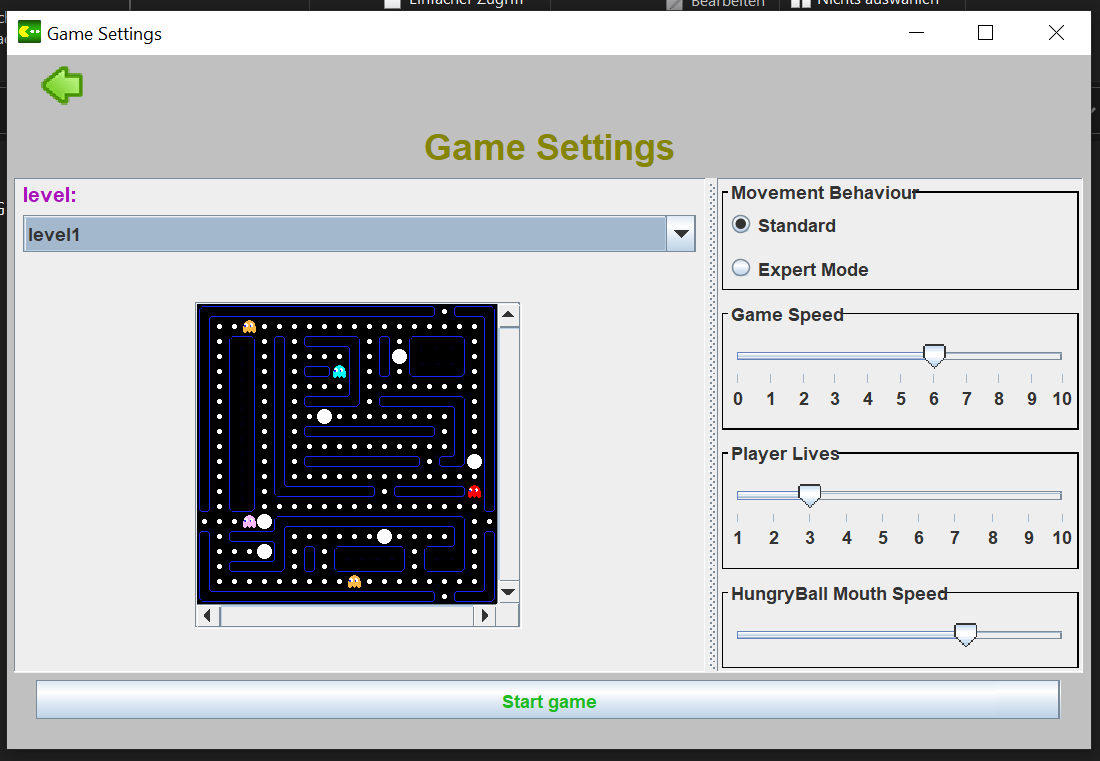 Einfacher Zugriff
Bearbeiten
Nichts auswählen
Game Settings
Game Settings
level:
level1
Movement Behaviour
Standard
Expert Mode
Game Speed
0 1 2 3 4 5 6 7 8 9 10
Player Lives
1 2 3 4 5 6 7 8 9 10
HungryBall Mouth Speed
Start game